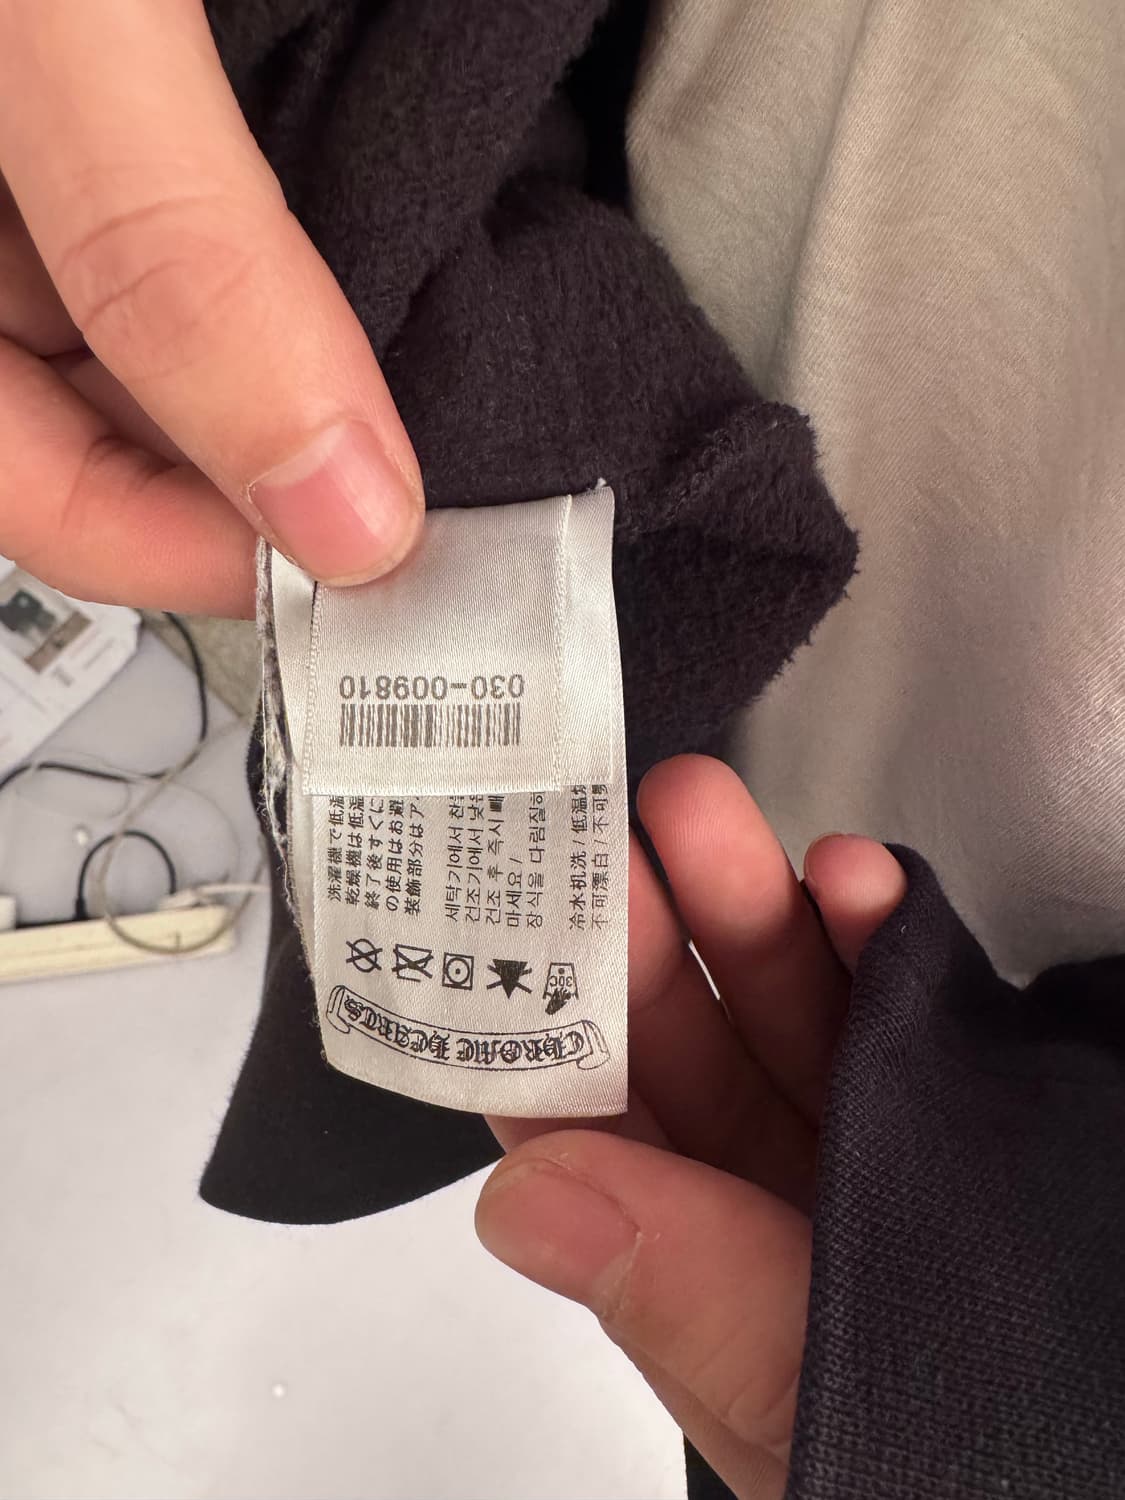 030-009810
洗濯機で低温
乾燥機は低温
終了後すぐに
の使用はお避
装飾部分はア
세탁기에서 찬
건조기에서 낮은
건조 후 즉시 빼
마세요 /
장식을 다림질하
冷水机洗 / 低温烘
不可漂白 / 不可
30C
CHROME HEARTS